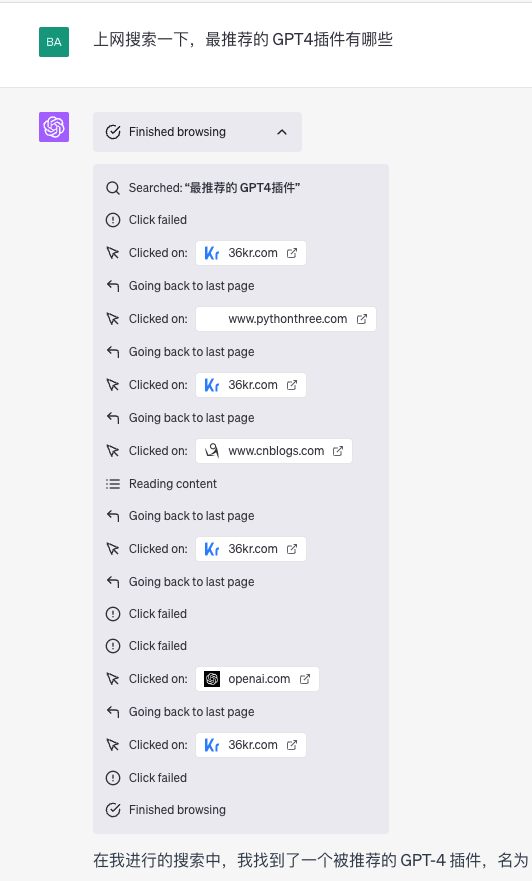 BA
上网搜索一下，最推荐的 GPT4插件有哪些
Finished browsing
Searched: “最推荐的 GPT4插件”
Click failed
Clicked on: Kr 36kr.com
Going back to last page
Clicked on: www.pythonthree.com
Going back to last page
Clicked on: Kr 36kr.com
Going back to last page
Clicked on: www.cnblogs.com
Reading content
Going back to last page
Clicked on: Kr 36kr.com
Going back to last page
Click failed
Click failed
Clicked on: openai.com
Going back to last page
Clicked on: Kr 36kr.com
Click failed
Finished browsing
在我进行的搜索中，我找到了一个被推荐的 GPT-4 插件，名为